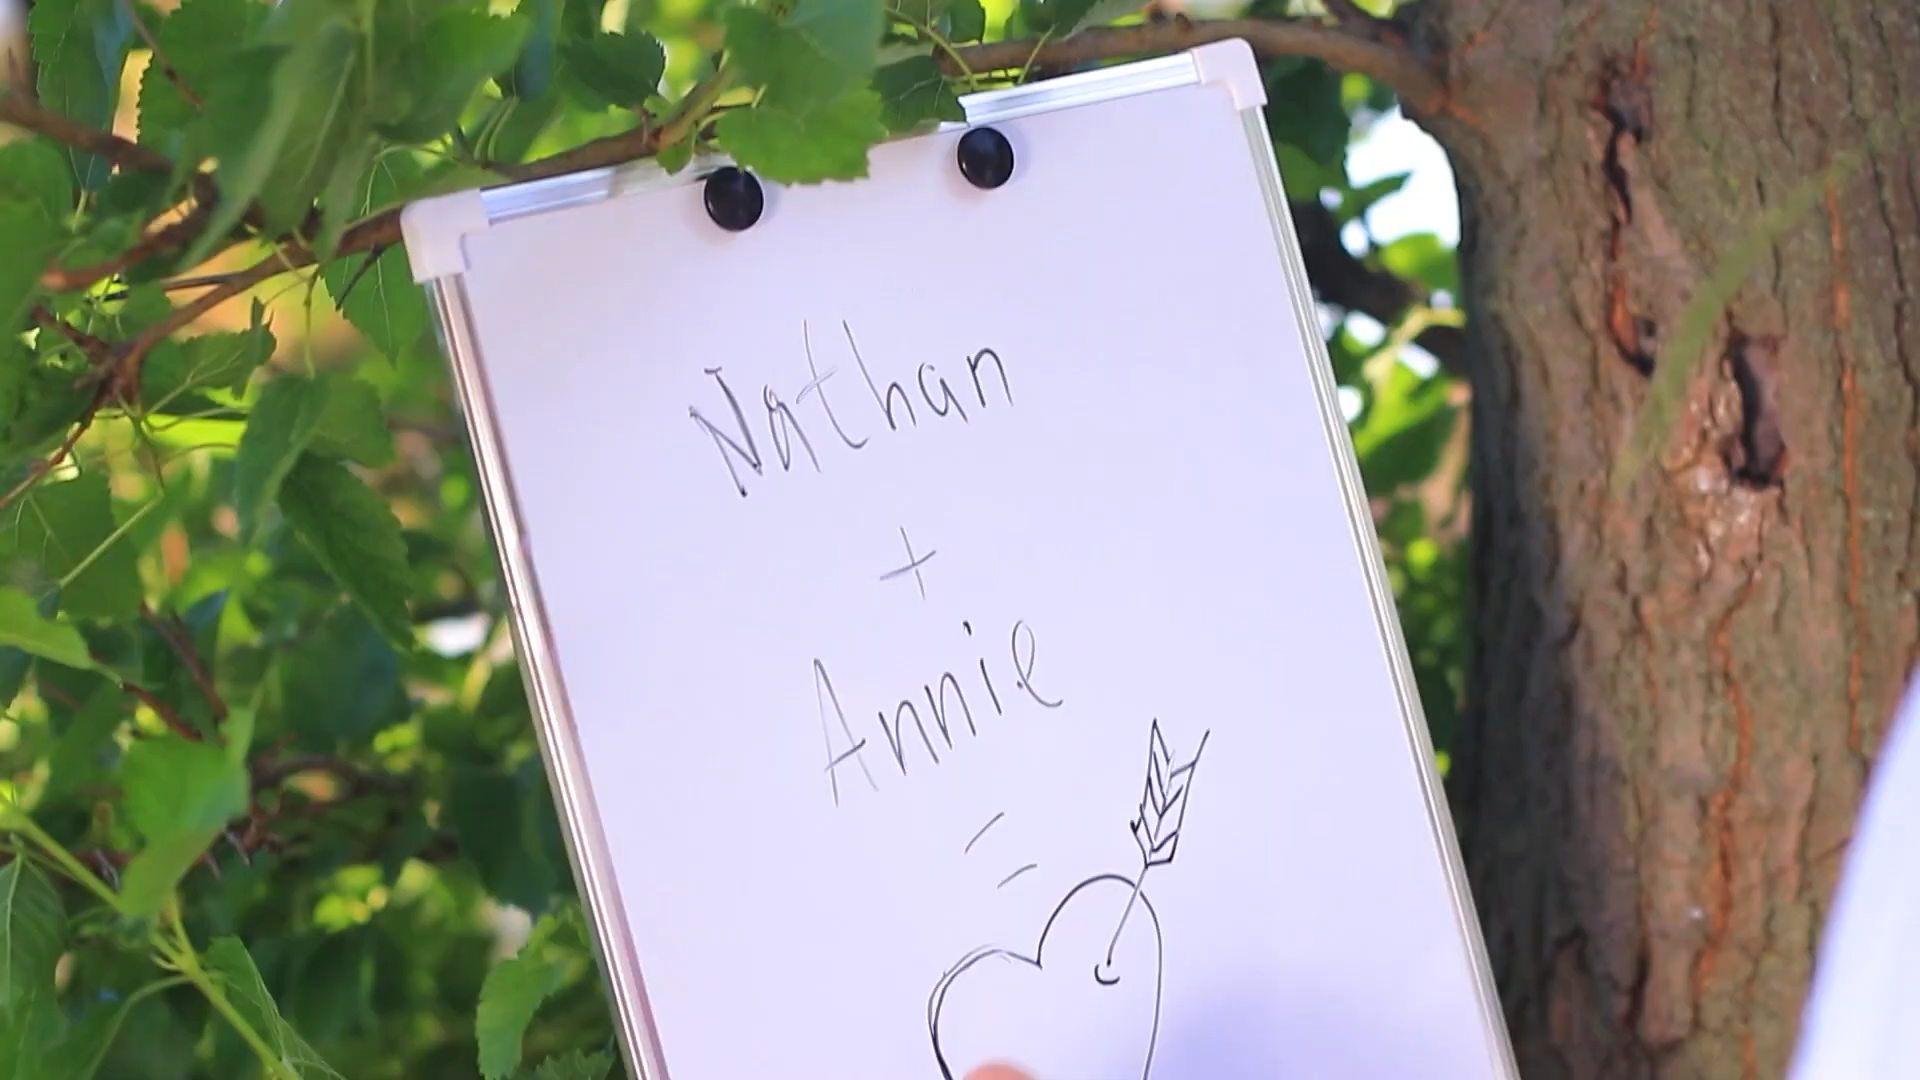 Nathan
+
Annie
=